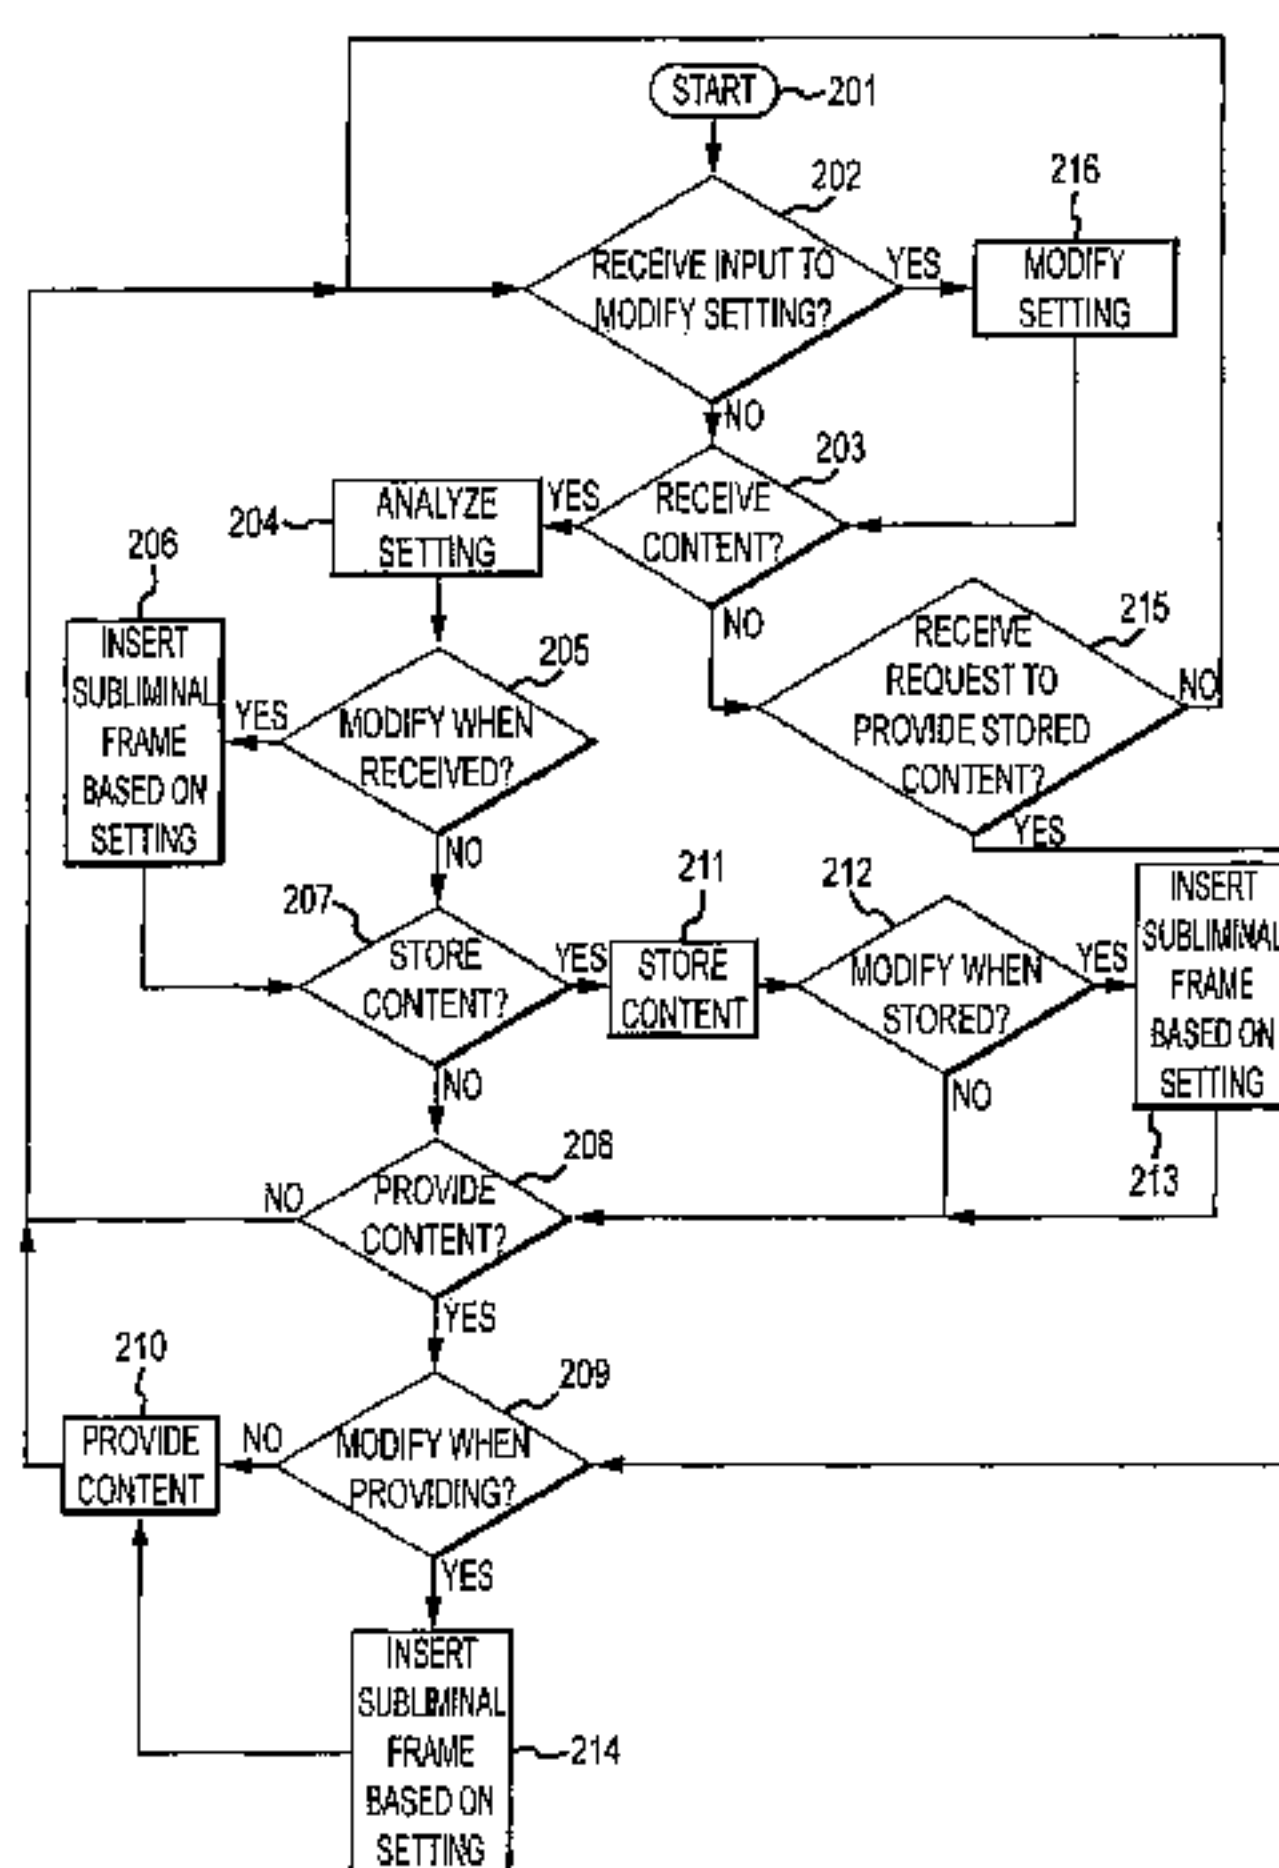 START
201
202
216
RECEIVE INPUT TO
MODIFY SETTING?
YES
MODIFY
SETTING
NO
203
204
ANALYZE
SETTING
YES
RECEIVE
CONTENT?
NO
206
INSERT
SUBLIMINAL
FRAME
BASED ON
SETTING
YES
205
MODIFY WHEN
RECEIVED?
NO
215
RECEIVE
REQUEST TO
PROVIDE STORED
CONTENT?
NO
YES
207
STORE
CONTENT?
YES
NO
211
STORE
CONTENT
212
MODIFY WHEN
STORED?
YES
NO
INSERT
SUBLIMINAL
FRAME
BASED ON
SETTING
213
208
PROVIDE
CONTENT?
NO
YES
210
PROVIDE
CONTENT
NO
209
MODIFY WHEN
PROVIDING?
YES
INSERT
SUBLIMINAL
FRAME
BASED ON
SETTING
214